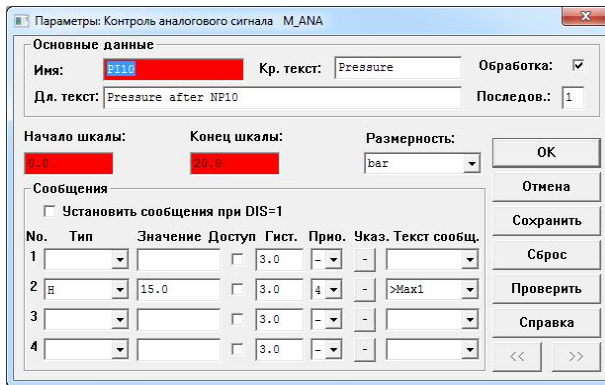 Параметры: Контроль аналогового сигнала M_ANA
Основные данные
Имя: PI10 Кр. текст: Pressure Обработка:
Дл. текст: Pressure after NP10 Последов.: 1
Начало шкалы: Конец шкалы: Размерность:
0.0 20.0 bar
OK
Сообщения
Отмена
Установить сообщения при DIS=1
Сохранить
No. Тип Значение Доступ Гист. Прио. Указ. Текст сообщ.
1 3.0 - - Сброс
2 H 15.0 3.0 4 - >Max1 Проверить
3 3.0 - - Справка
4 3.0 - - << >>